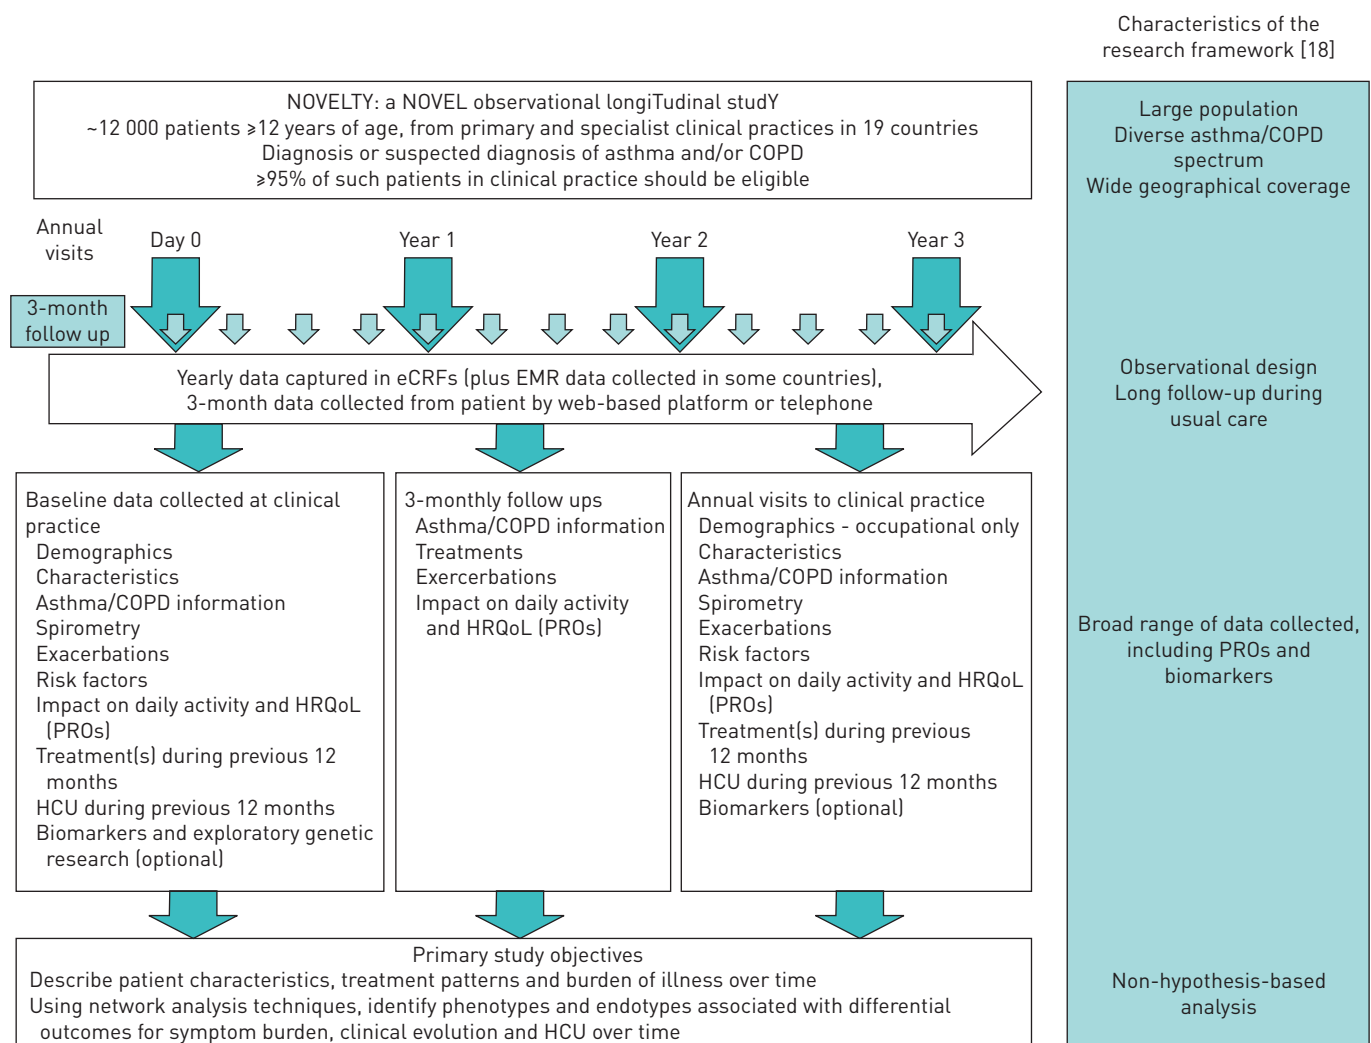 Characteristics of the
research framework [18]
NOVELTY: a NOVEL observational longiTudinal studY
~12 000 patients ⩾12 years of age, from primary and specialist clinical practices in 19 countries
Diagnosis or suspected diagnosis of asthma and/or COPD
⩾95% of such patients in clinical practice should be eligible
Large population
Diverse asthma/COPD
spectrum
Wide geographical coverage
Annual
visits
Day 0
Year 1
Year 2
Year 3
3-month
follow up
Yearly data captured in eCRFs (plus EMR data collected in some countries),
3-month data collected from patient by web-based platform or telephone
Observational design
Long follow-up during
usual care
Baseline data collected at clinical
practice
Demographics
Characteristics
Asthma/COPD information
Spirometry
Exacerbations
Risk factors
Impact on daily activity and HRQoL
(PROs)
Treatment(s) during previous 12
months
HCU during previous 12 months
Biomarkers and exploratory genetic
research (optional)
3-monthly follow ups
Asthma/COPD information
Treatments
Exercerbations
Impact on daily activity
and HRQoL (PROs)
Annual visits to clinical practice
Demographics - occupational only
Characteristics
Asthma/COPD information
Spirometry
Exacerbations
Risk factors
Impact on daily activity and HRQoL
(PROs)
Treatment(s) during previous
12 months
HCU during previous 12 months
Biomarkers (optional)
Broad range of data collected,
including PROs and
biomarkers
Primary study objectives
Describe patient characteristics, treatment patterns and burden of illness over time
Using network analysis techniques, identify phenotypes and endotypes associated with differential
outcomes for symptom burden, clinical evolution and HCU over time
Non-hypothesis-based
analysis